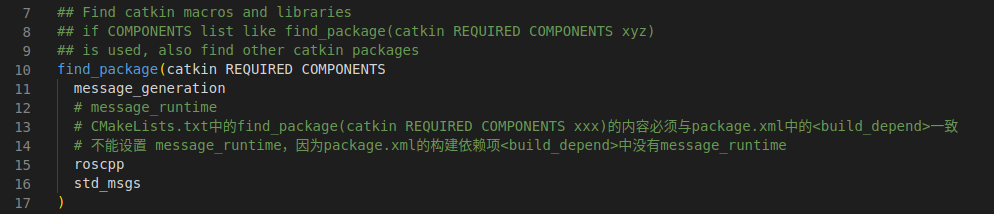 7 ## Find catkin macros and libraries
8 ## if COMPONENTS list like find_package(catkin REQUIRED COMPONENTS xyz)
9 ## is used, also find other catkin packages
10 find_package(catkin REQUIRED COMPONENTS
11 message_generation
12 # message_runtime
13 # CMakeLists.txt中的find_package(catkin REQUIRED COMPONENTS xxx)的内容必须与package.xml中的<build_depend>一致
14 # 不能设置 message_runtime，因为package.xml的构建依赖项<build_depend>中没有message_runtime
15 roscpp
16 std_msgs
17 )